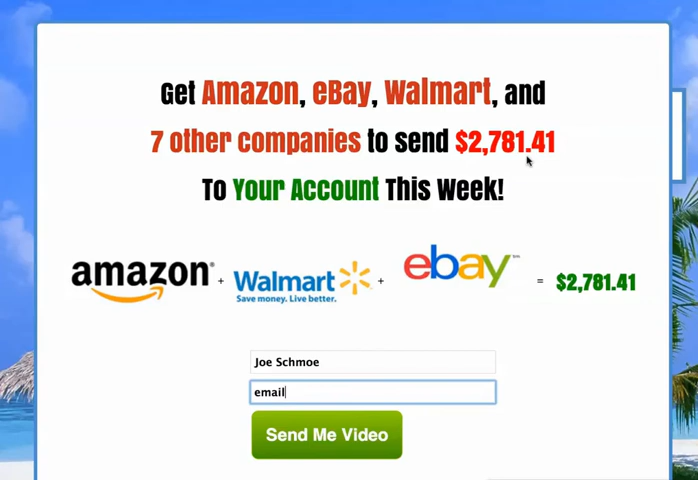 Get Amazon, eBay, Walmart, and
7 other companies to send $2,781.41
To Your Account This Week!
amazon® + Walmart + ebay™ = $2,781.41
Save money. Live better.
Joe Schmoe
email
Send Me Video